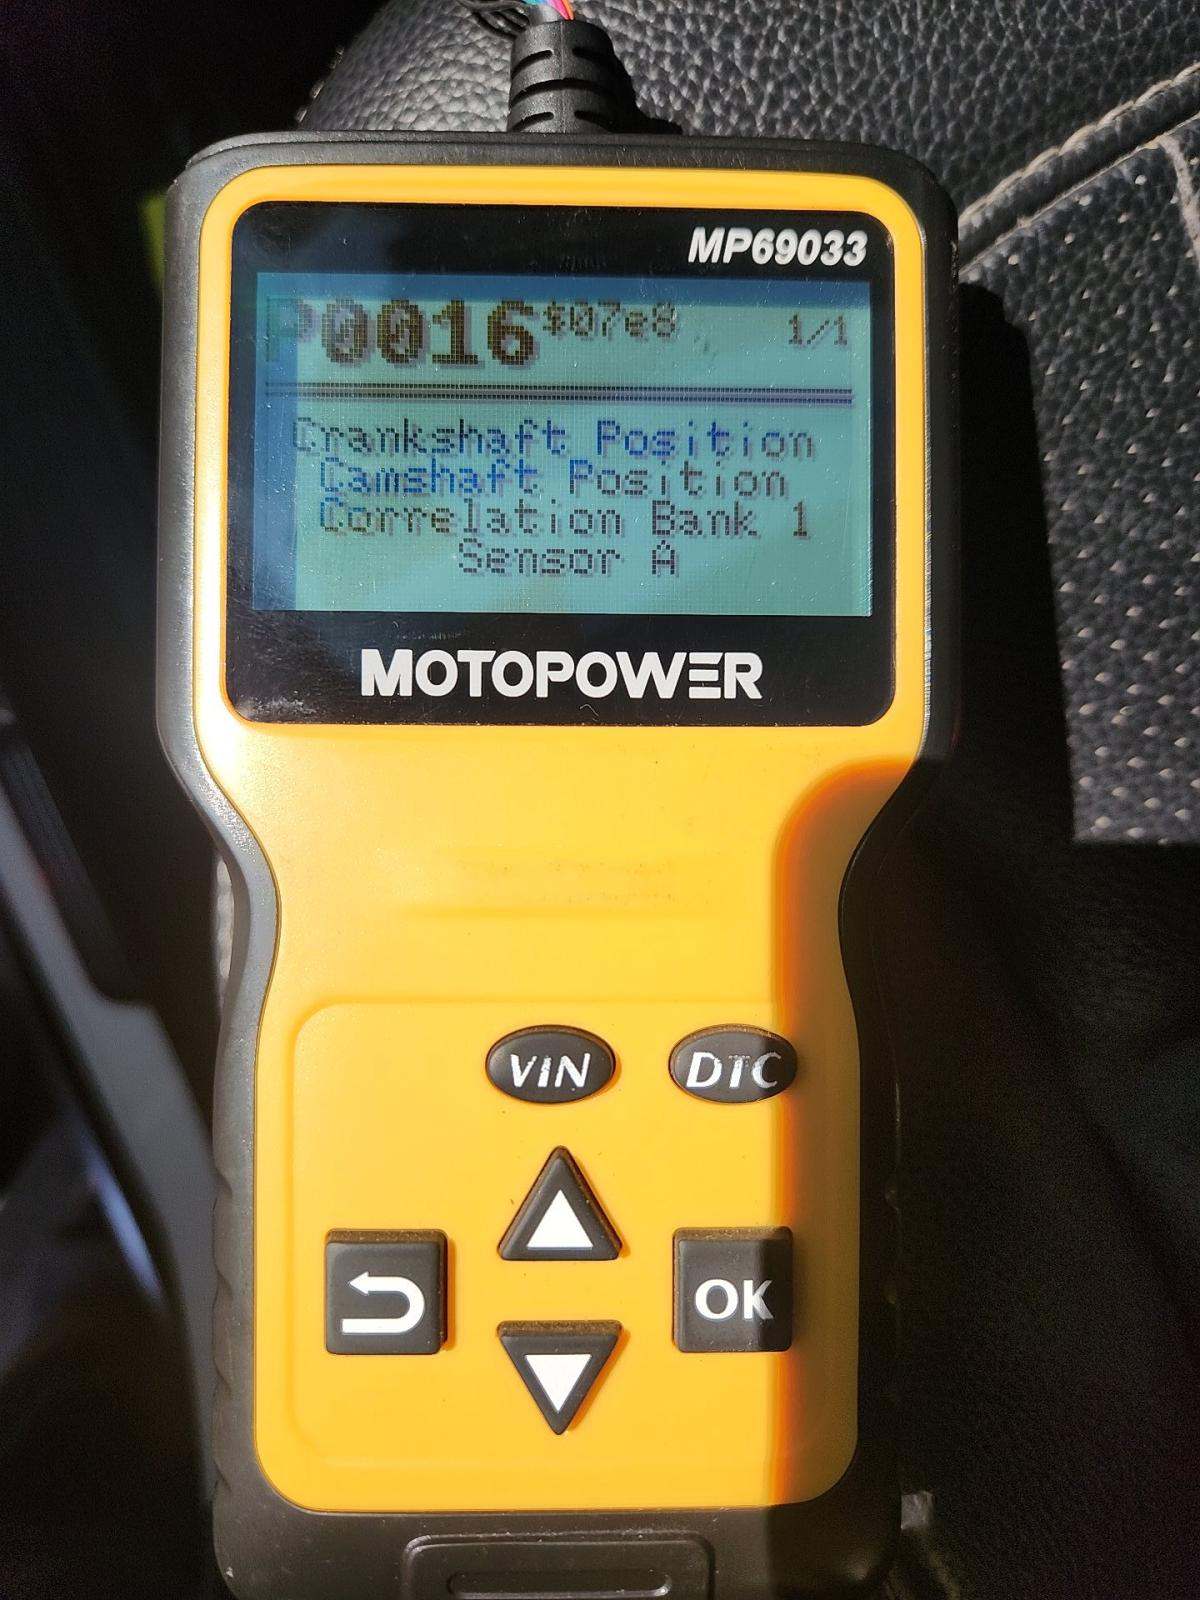 MP69033
P0016 $07e8 1/1
Crankshaft Position
Camshaft Position
Correlation Bank 1
Sensor A
MOTOPOWER
VIN DTC
OK